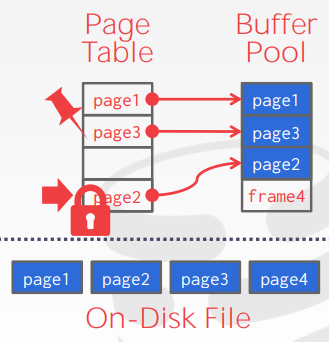 Page Table
Buffer Pool
page1
page3
page2
page1
page3
page2
frame4
page1
page2
page3
page4
On-Disk File